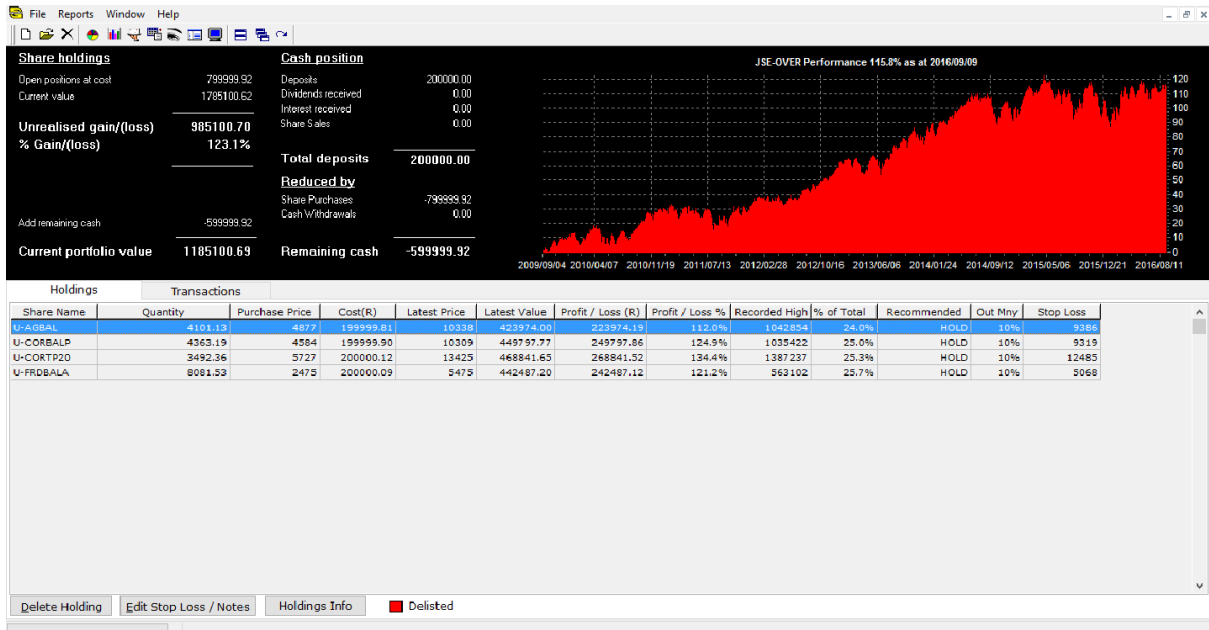 File Reports Window Help
Share holdings
Open positions at cost 799999.92
Current value 1785100.62
Unrealised gain/(loss) 985100.70
% Gain/(loss) 123.1%
Add remaining cash -599999.92
Current portfolio value 1185100.69
Cash position
Deposits 200000.00
Dividends received 0.00
Interest received 0.00
Share Sales 0.00
Total deposits 200000.00
Reduced by
Share Purchases -799999.92
Cash Withdrawals 0.00
Remaining cash -599999.92
JSE-OVER Performance 115.8% as at 2016/09/09
120
110
100
90
80
70
60
50
40
30
20
10
0
2009/09/04 2010/04/07 2010/11/19 2011/07/13 2012/02/28 2012/10/16 2013/06/06 2014/01/24 2014/09/12 2015/05/06 2015/12/21 2016/08/11
Holdings Transactions
Share Name Quantity Purchase Price Cost(R) Latest Price Latest Value Profit / Loss (R) Profit / Loss % Recorded High % of Total Recommended Out Mny Stop Loss
U-AGBAL 4101.13 4877 199999.81 10338 423974.00 223974.19 112.0% 1042854 24.0% HOLD 10% 9386
U-CORBALP 4363.19 4584 199999.90 10309 449797.77 249797.86 124.9% 1035422 25.0% HOLD 10% 9319
U-CORTP20 3492.36 5727 200000.12 13425 468841.65 268841.52 134.4% 1387237 25.3% HOLD 10% 12485
U-FRDBALA 8081.53 2475 200000.09 5475 442487.20 242487.12 121.2% 563102 25.7% HOLD 10% 5068
Delete Holding Edit Stop Loss / Notes Holdings Info Delisted